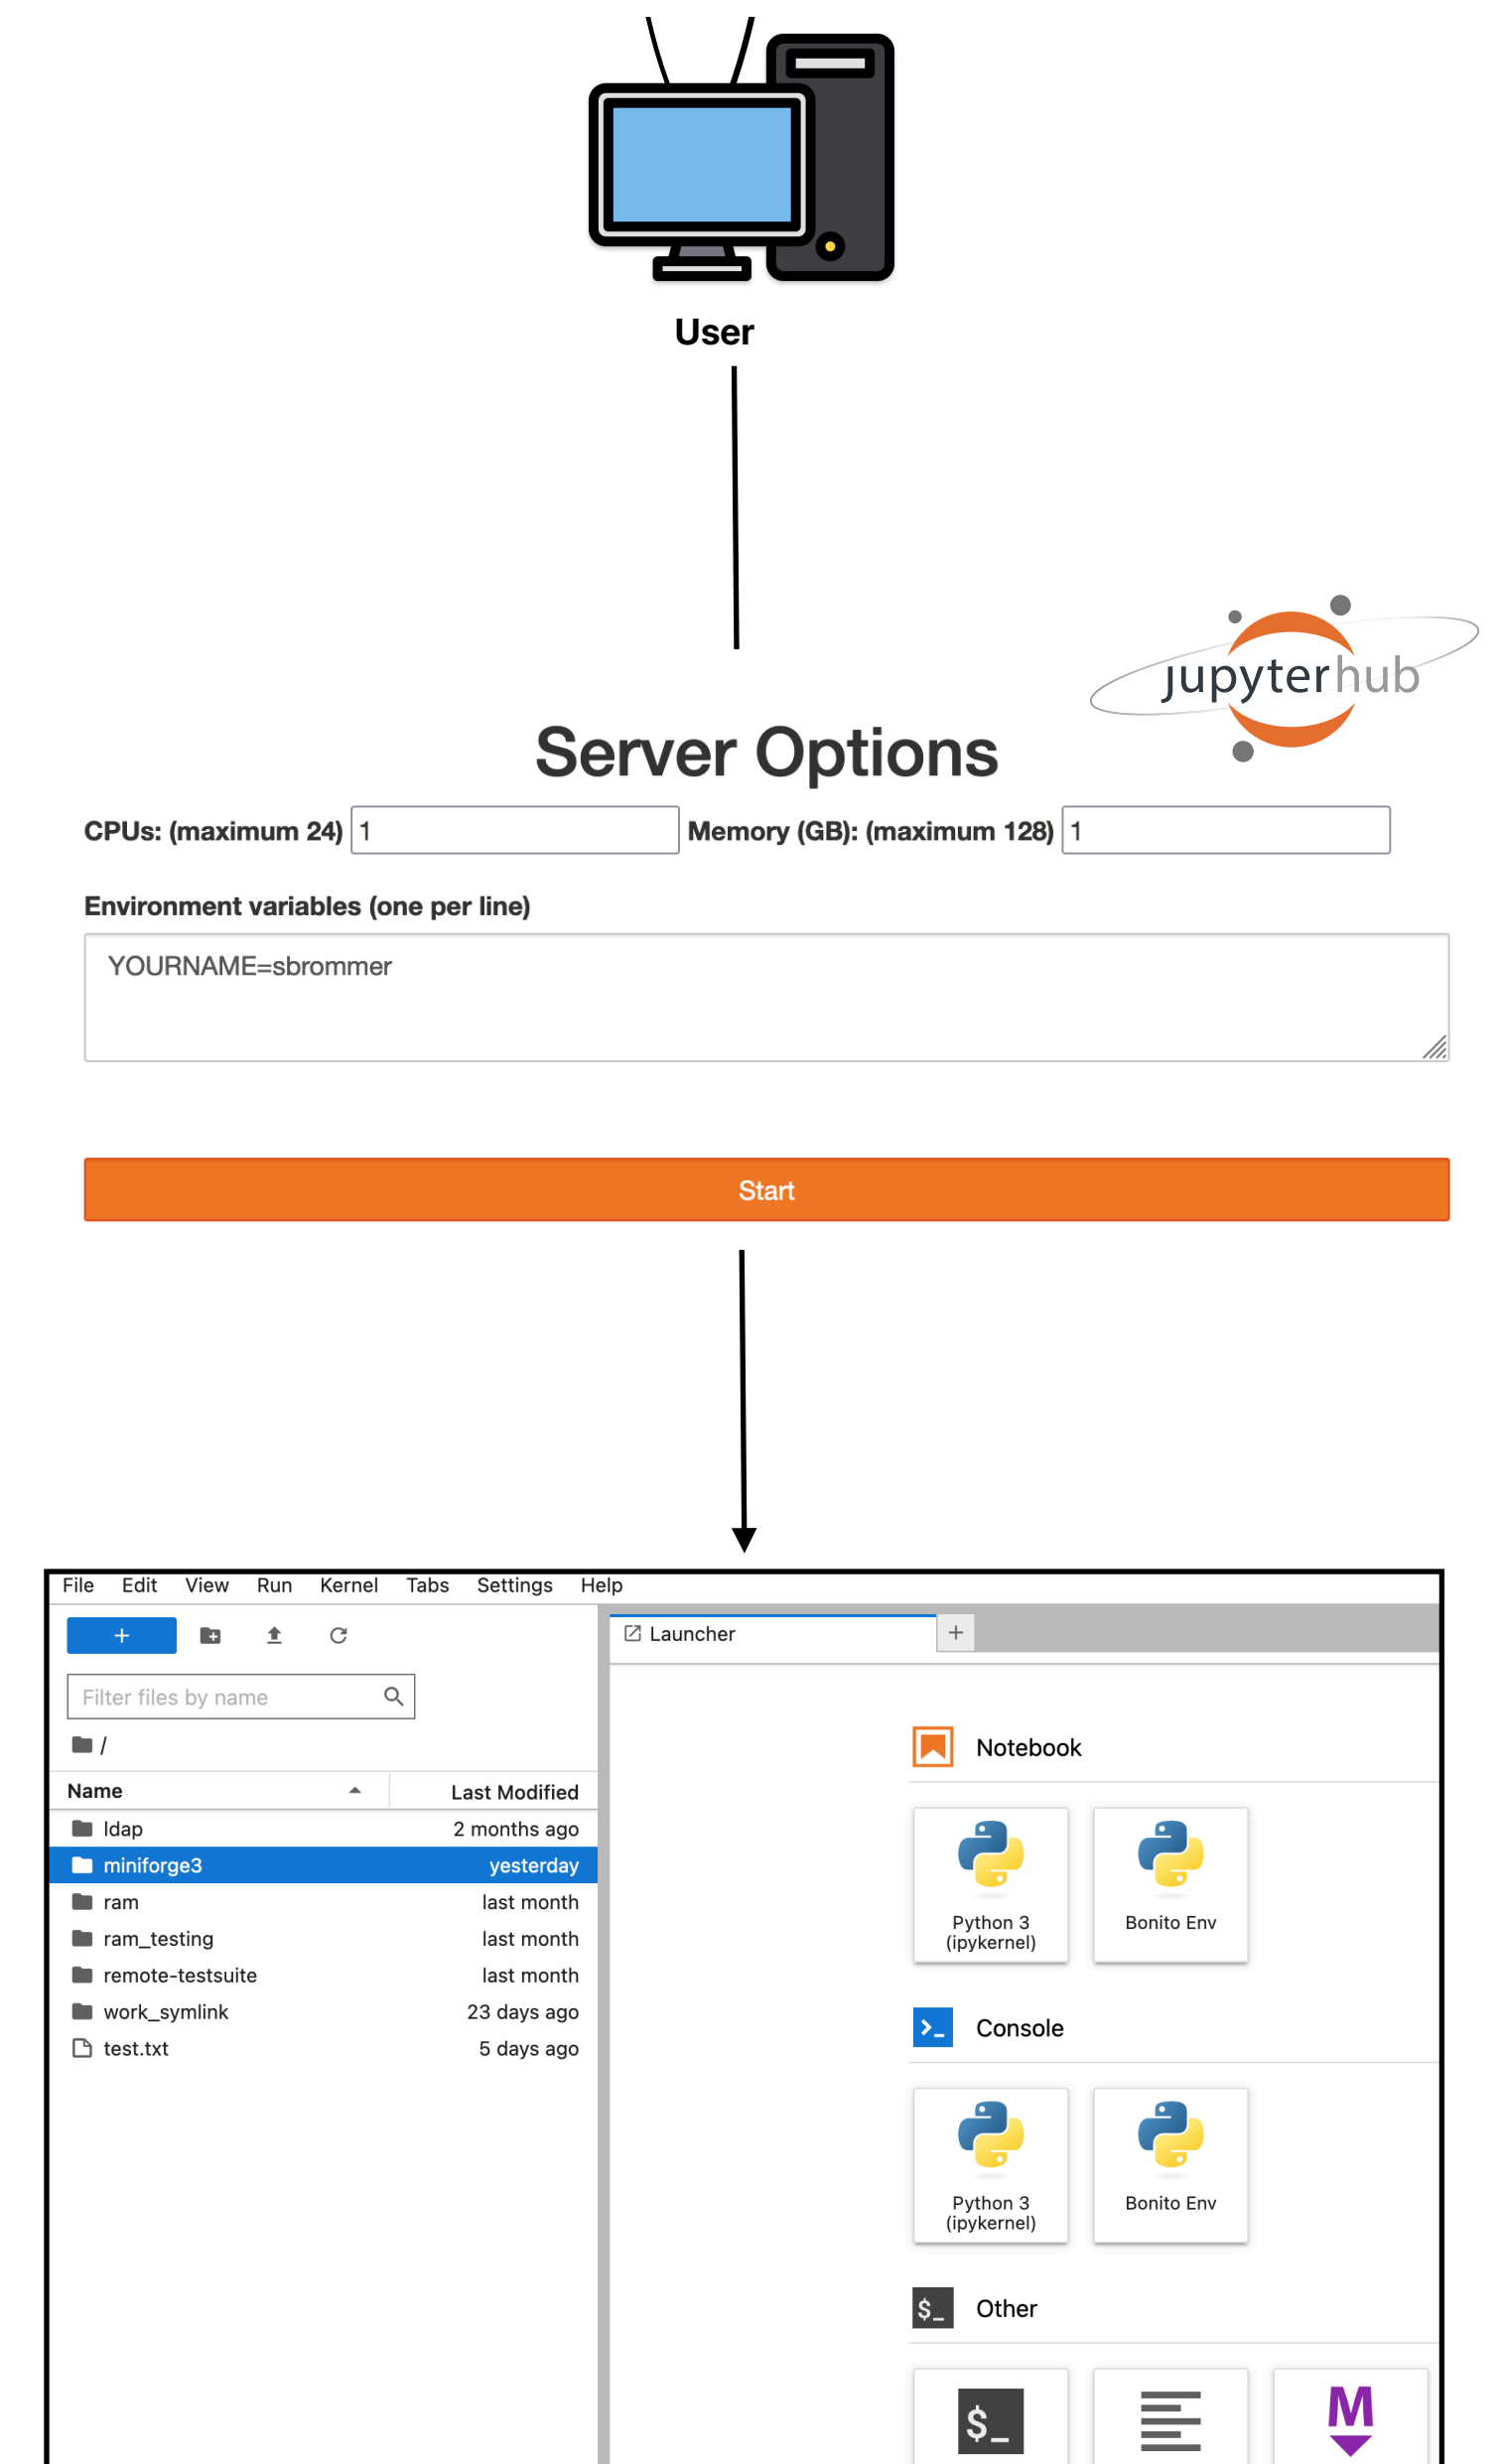 User
jupyterhub
Server Options
CPUs: (maximum 24) 1 Memory (GB): (maximum 128) 1
Environment variables (one per line)
YOURNAME=sbrommer
Start
File Edit View Run Kernel Tabs Settings Help
+
Launcher +
Filter files by name
/
Name Last Modified
ldap 2 months ago
miniforge3 yesterday
ram last month
ram_testing last month
remote-testsuite last month
work_symlink 23 days ago
test.txt 5 days ago
Notebook
Python 3
(ipykernel)
Bonito Env
>_ Console
Python 3
(ipykernel)
Bonito Env
$_ Other
$_
M